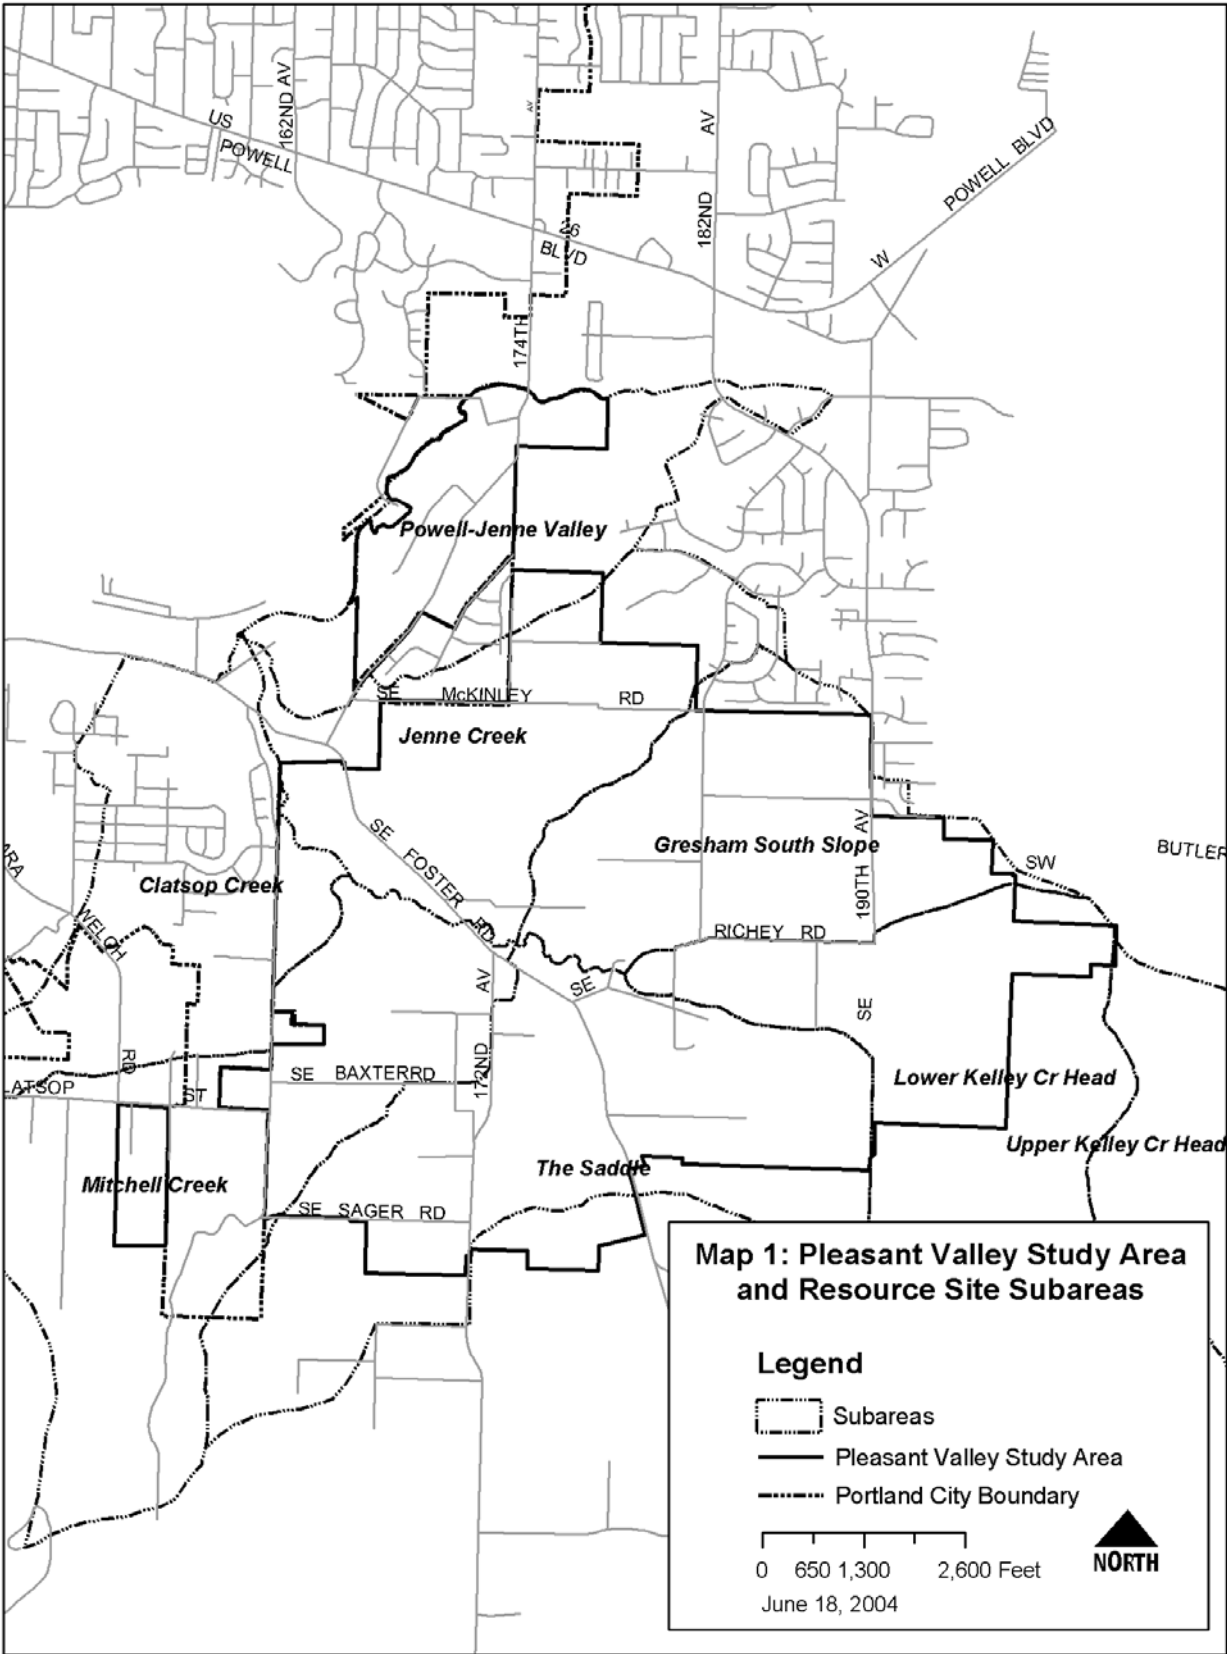 162ND AV
AV
AV
US
POWELL
POWELL BLVD
182ND
26
BLVD
W
174TH
Powell-Jenne Valley
SE McKINLEY RD
Jenne Creek
SE FOSTER RD
Gresham South Slope
190TH AV
SW
BUTLER
ARA
Clatsop Creek
WELCH
RICHEY RD
AV
SE
SE
RD
172ND
SE BAXTERRD
LATSOP
ST
Lower Kelley Cr Head
Upper Kelley Cr Head
The Saddle
Mitchell Creek
SE SAGER RD
Map 1: Pleasant Valley Study Area
and Resource Site Subareas
Legend
Subareas
Pleasant Valley Study Area
Portland City Boundary
0 650 1,300 2,600 Feet
NORTH
June 18, 2004